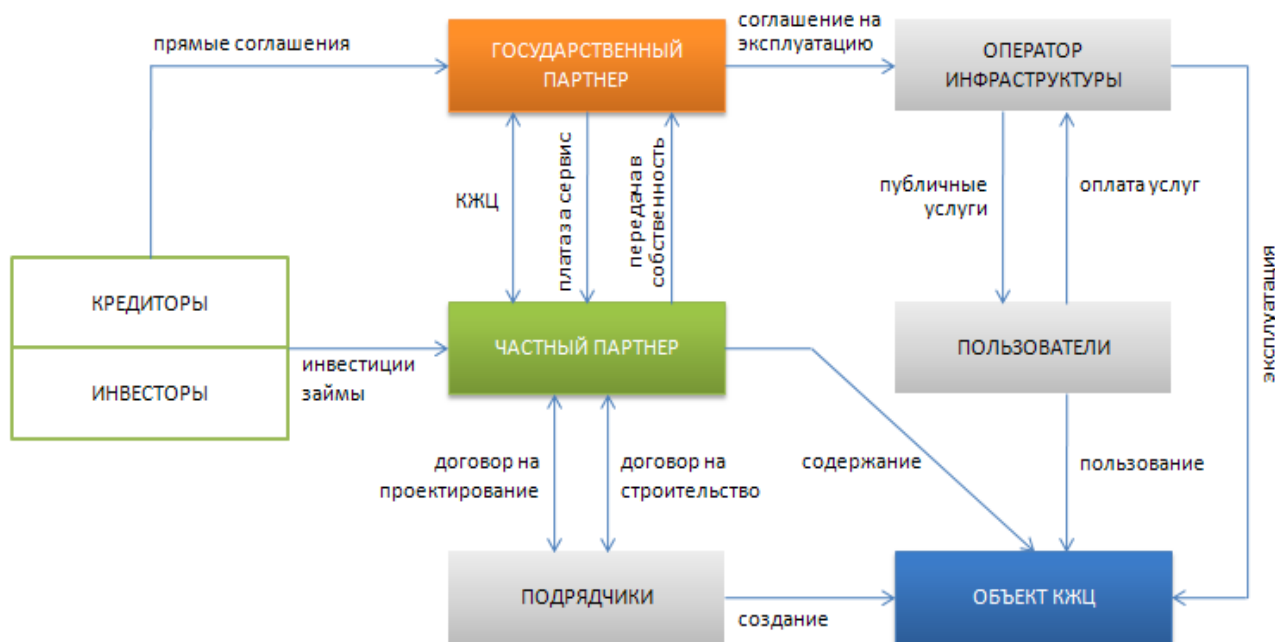 прямые соглашения
ГОСУДАРСТВЕННЫЙ
ПАРТНЕР
соглашение на
эксплуатацию
ОПЕРАТОР
ИНФРАСТРУКТУРЫ
КЖЦ
плата за сервис
передача в
собственность
публичные
услуги
оплата услуг
эксплуатация
КРЕДИТОРЫ
ИНВЕСТОРЫ
инвестиции
займы
ЧАСТНЫЙ ПАРТНЕР
ПОЛЬЗОВАТЕЛИ
договор на
проектирование
договор на
строительство
содержание
пользование
ПОДРЯДЧИКИ
создание
ОБЪЕКТ КЖЦ